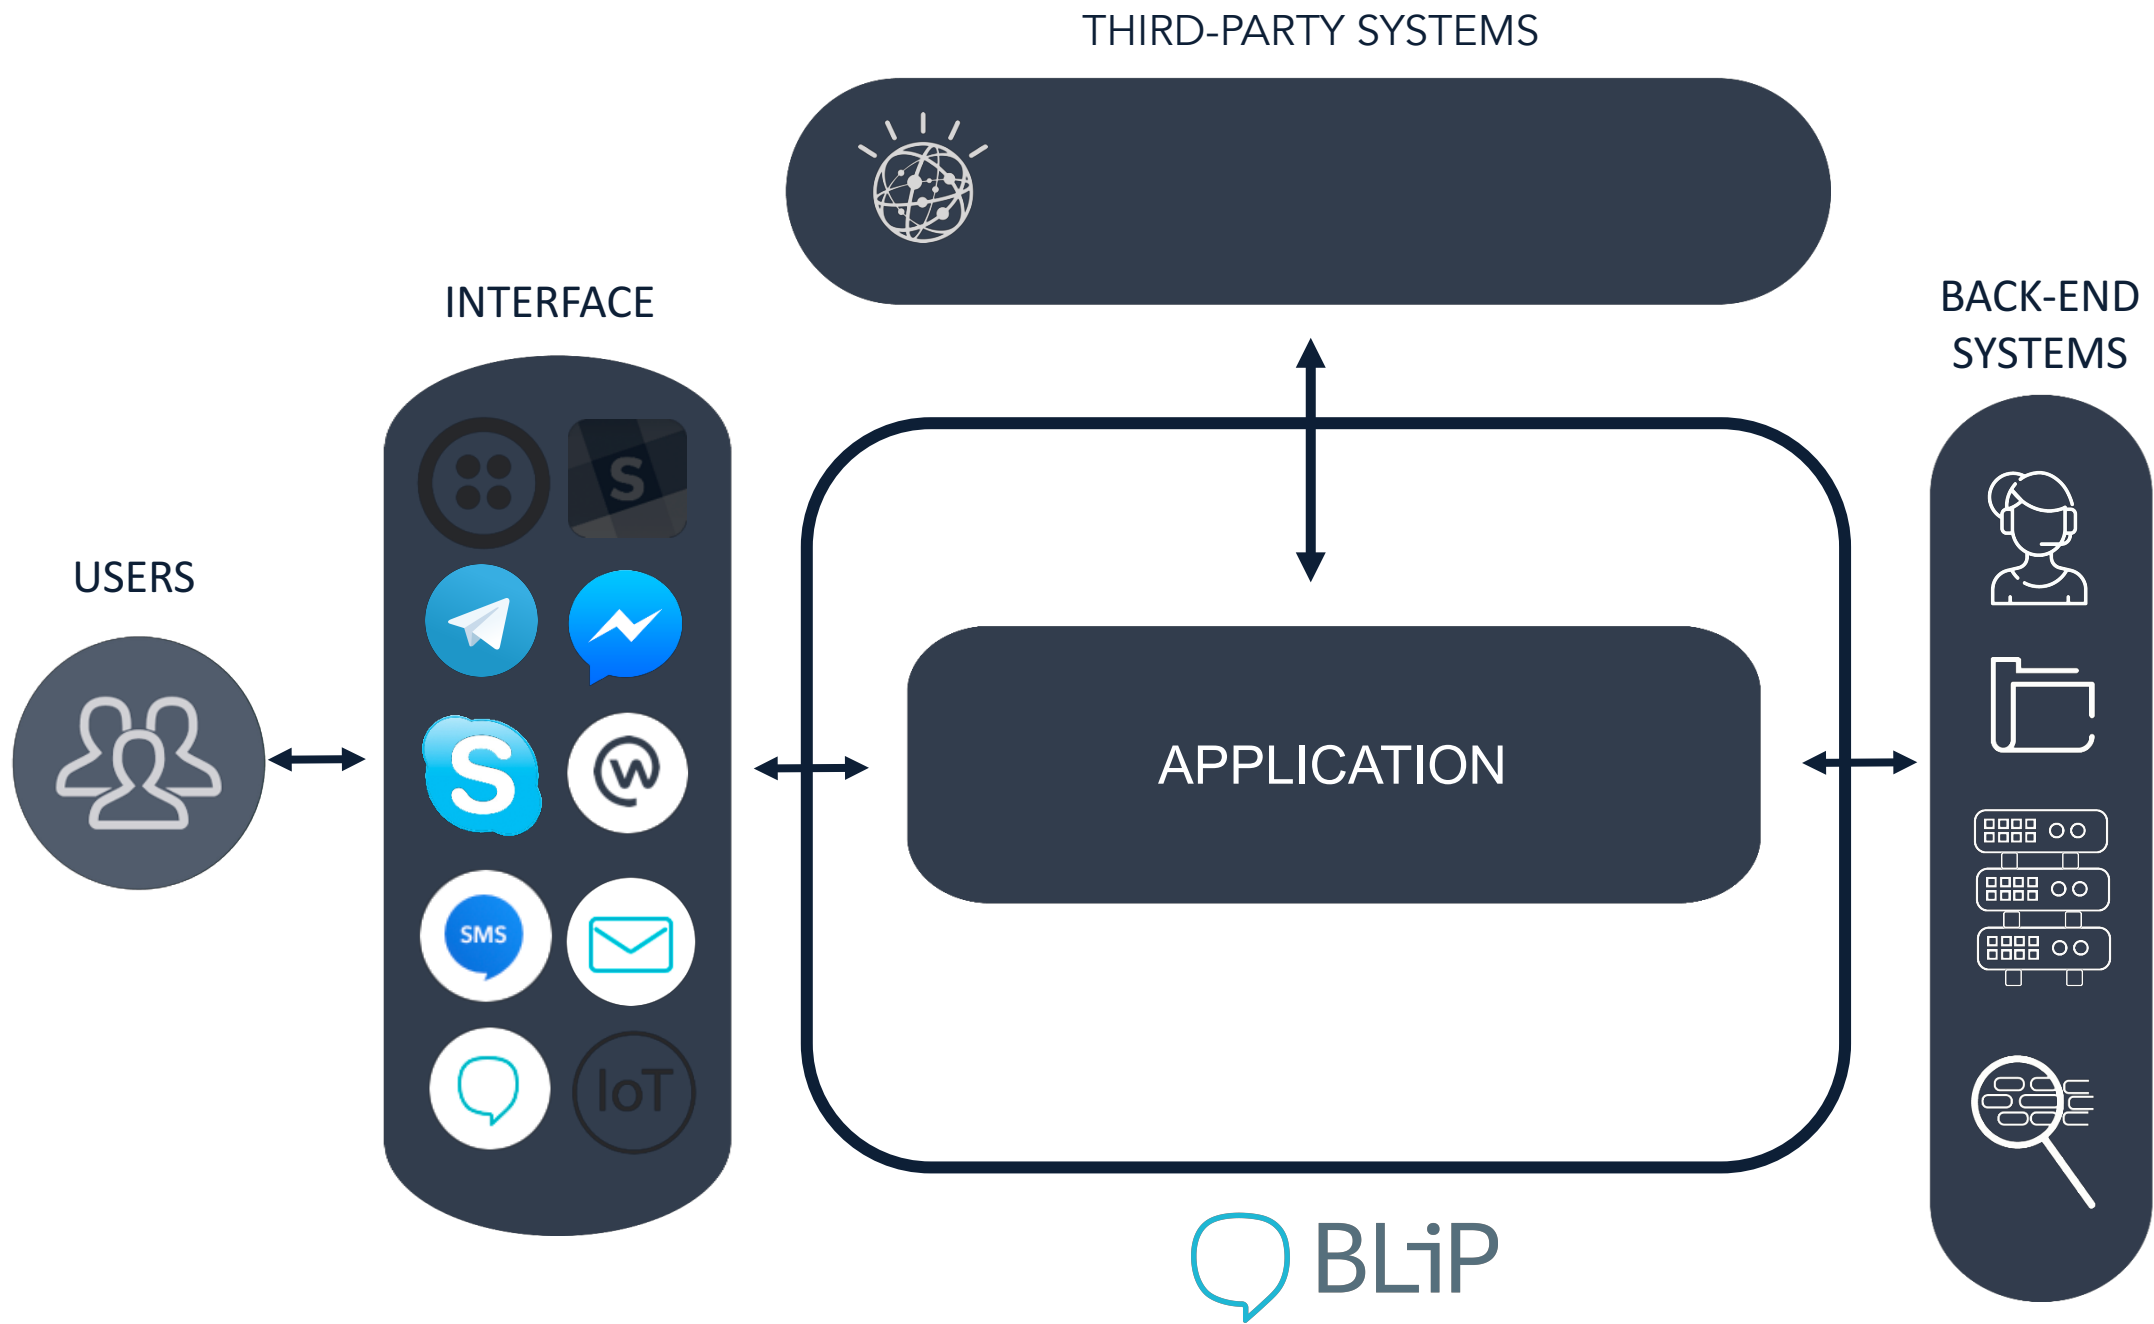 THIRD-PARTY SYSTEMS
INTERFACE
BACK-END
SYSTEMS
USERS
S
S
APPLICATION
SMS
IoT
BLiP